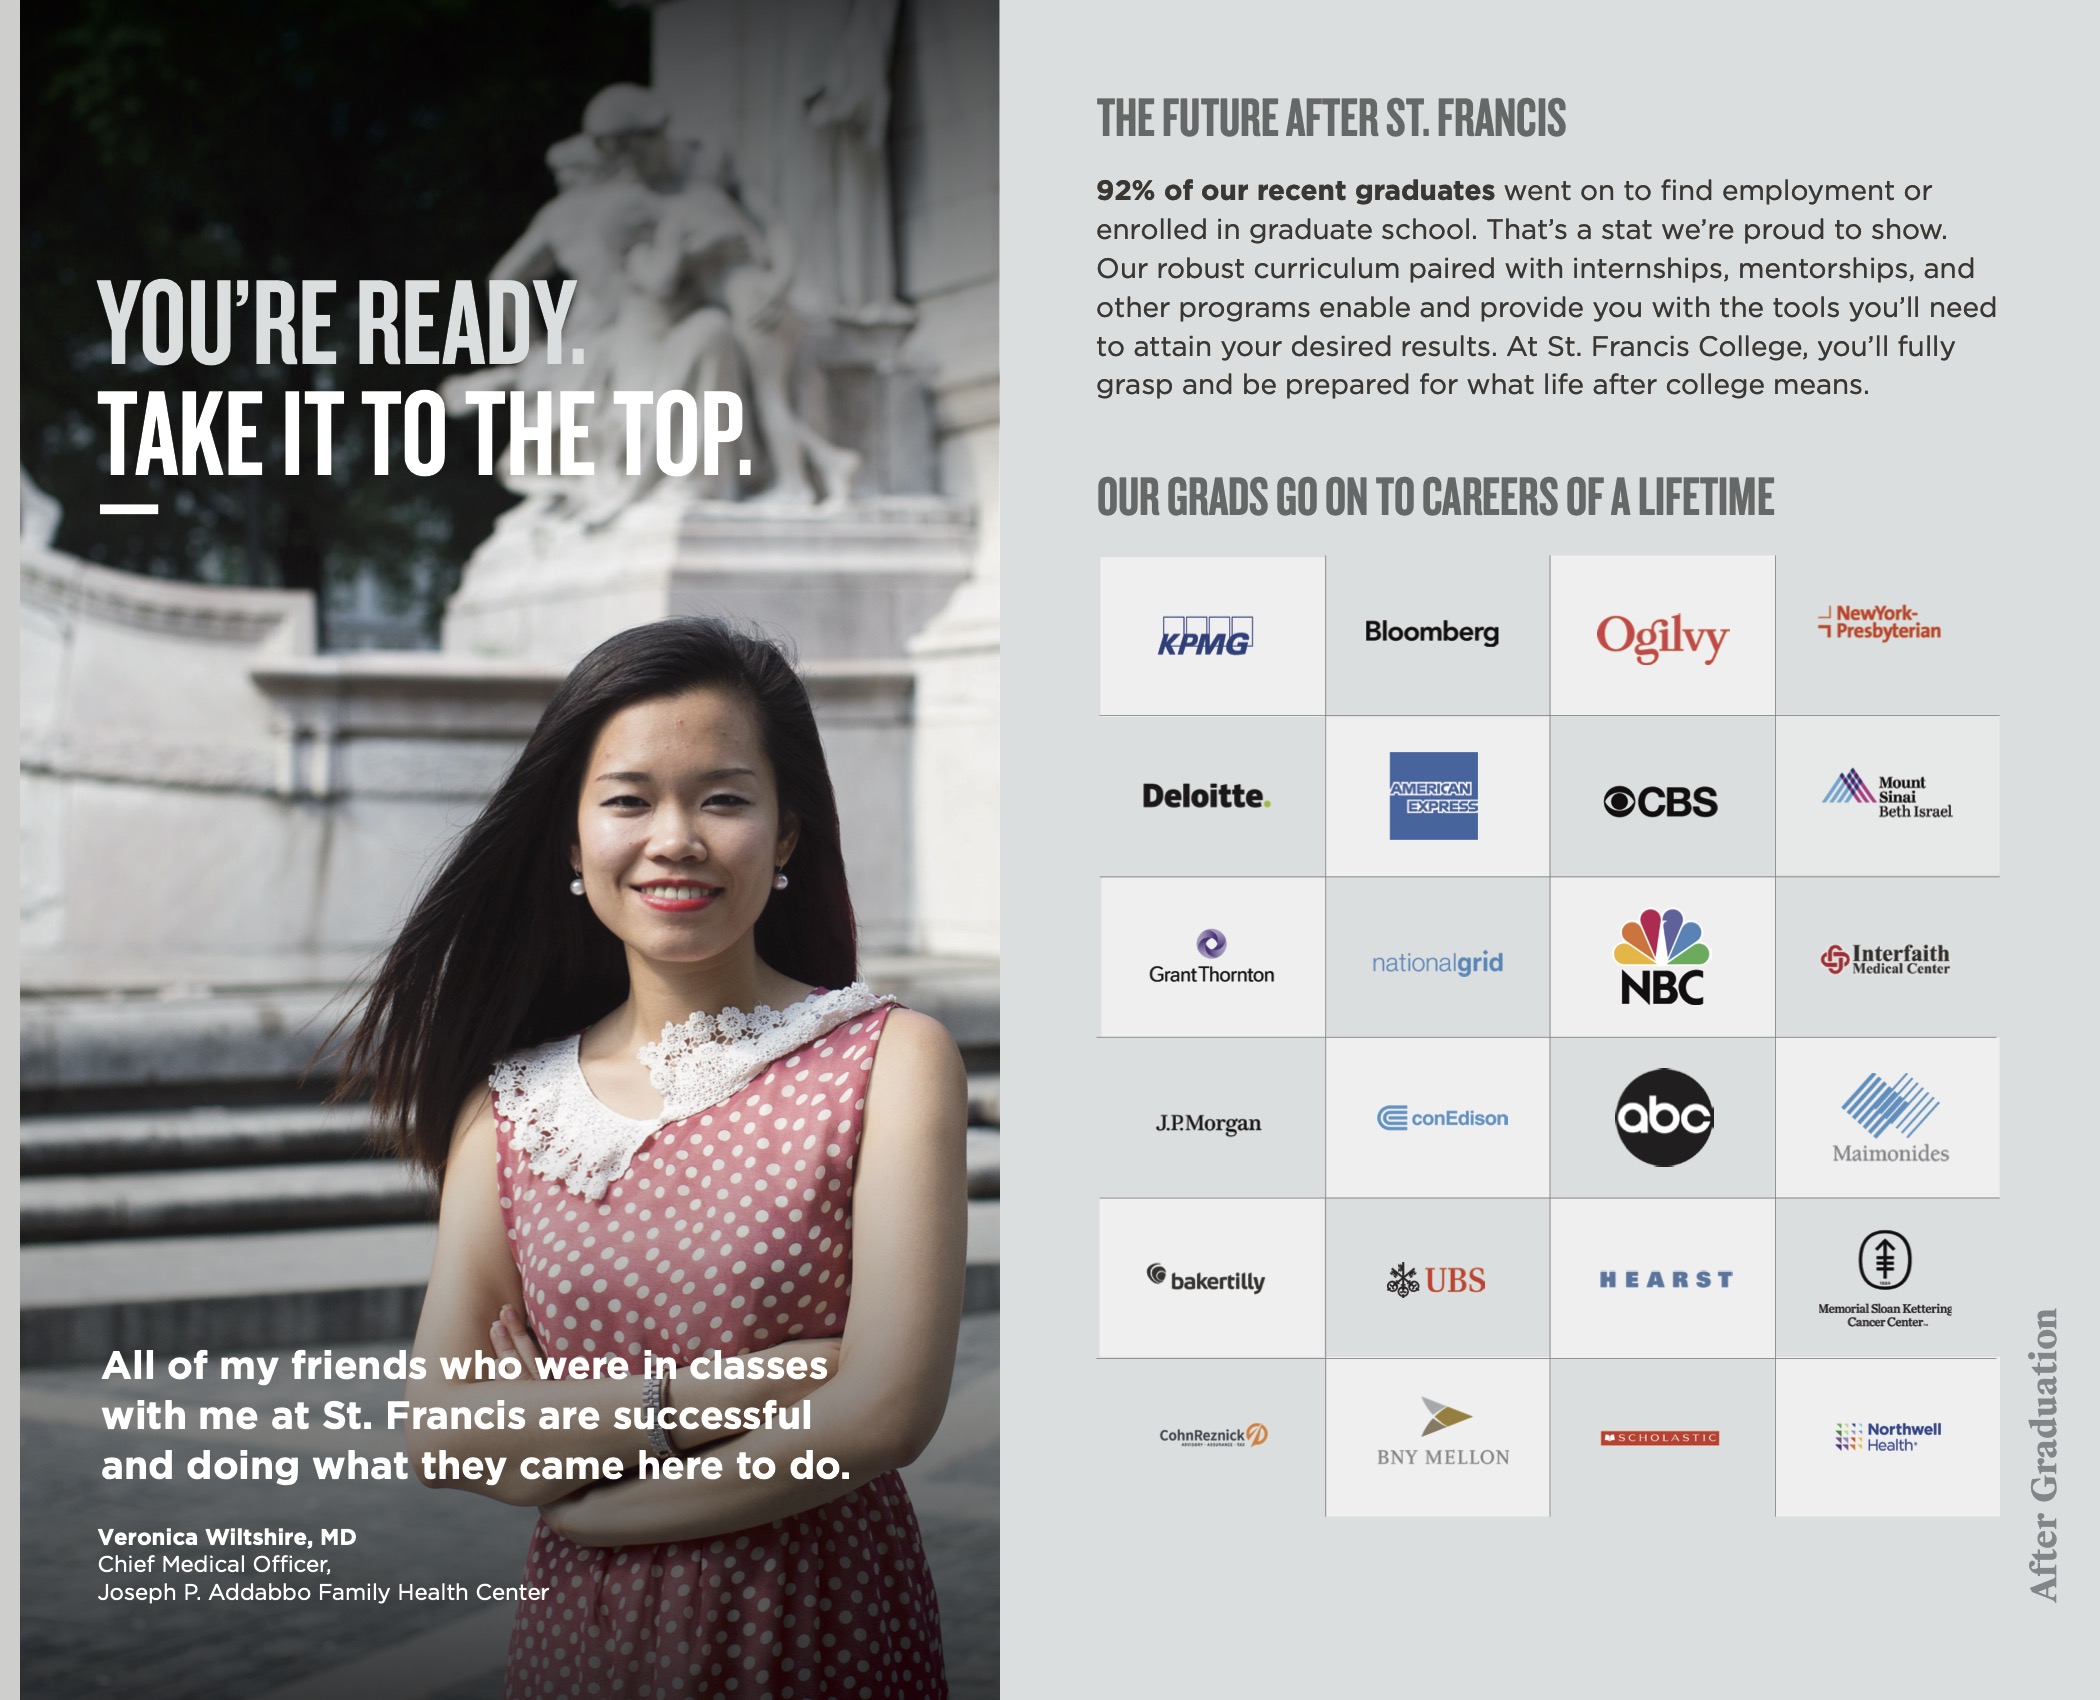 YOU’RE READY.
TAKE IT TO THE TOP.
All of my friends who were in classes
with me at St. Francis are successful
and doing what they came here to do.
Veronica Wiltshire, MD
Chief Medical Officer,
Joseph P. Addabbo Family Health Center
THE FUTURE AFTER ST. FRANCIS
92% of our recent graduates went on to find employment or
enrolled in graduate school. That’s a stat we’re proud to show.
Our robust curriculum paired with internships, mentorships, and
other programs enable and provide you with the tools you’ll need
to attain your desired results. At St. Francis College, you’ll fully
grasp and be prepared for what life after college means.
OUR GRADS GO ON TO CAREERS OF A LIFETIME
KPMG
Bloomberg
Ogilvy
NewYork-
Presbyterian
Deloitte.
AMERICAN
EXPRESS
CBS
Mount
Sinai
Beth Israel
GrantThornton
nationalgrid
NBC
Interfaith
Medical Center
J.P.Morgan
conEdison
abc
Maimonides
bakertilly
UBS
HEARST
Memorial Sloan Kettering
Cancer Center
CohnReznick
ADVISORY · ASSURANCE · TAX
BNY MELLON
SCHOLASTIC
Northwell
Health
After Graduation